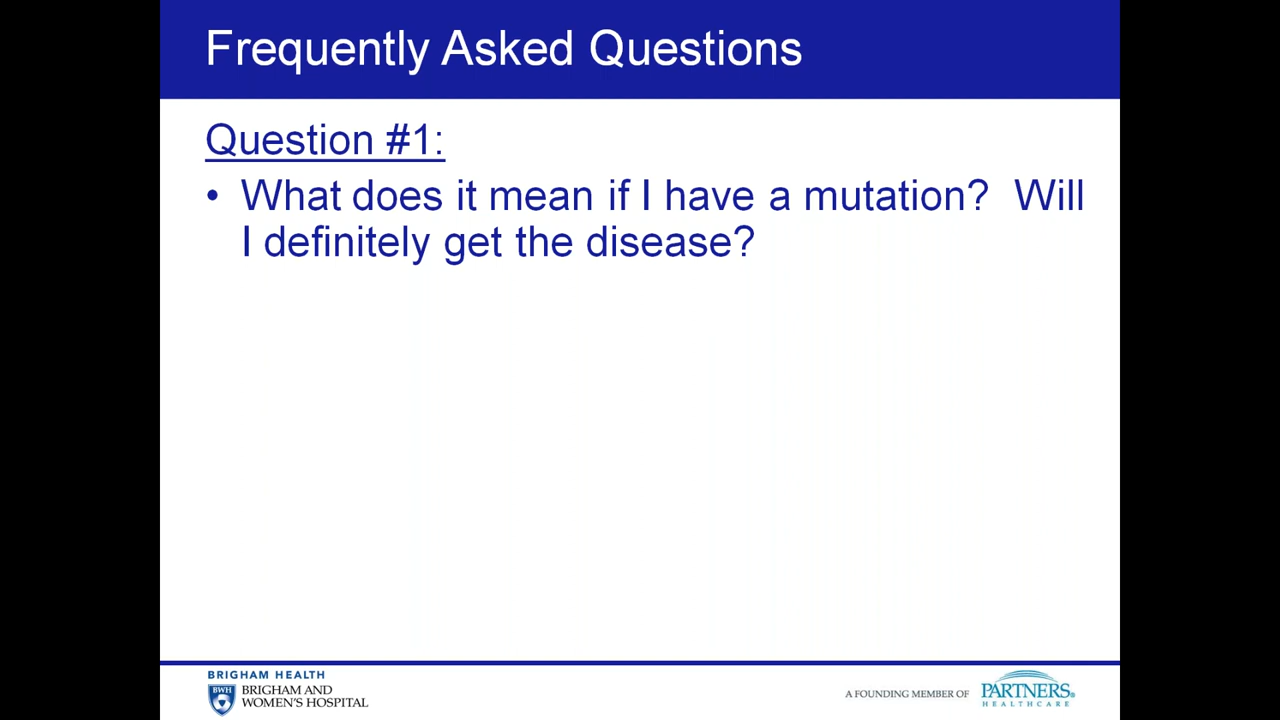 Frequently Asked Questions
Question #1:
• What does it mean if I have a mutation?  Will
I definitely get the disease?
BRIGHAM HEALTH
BWH
BRIGHAM AND
WOMEN'S HOSPITAL
A FOUNDING MEMBER OF
PARTNERS®
HEALTHCARE